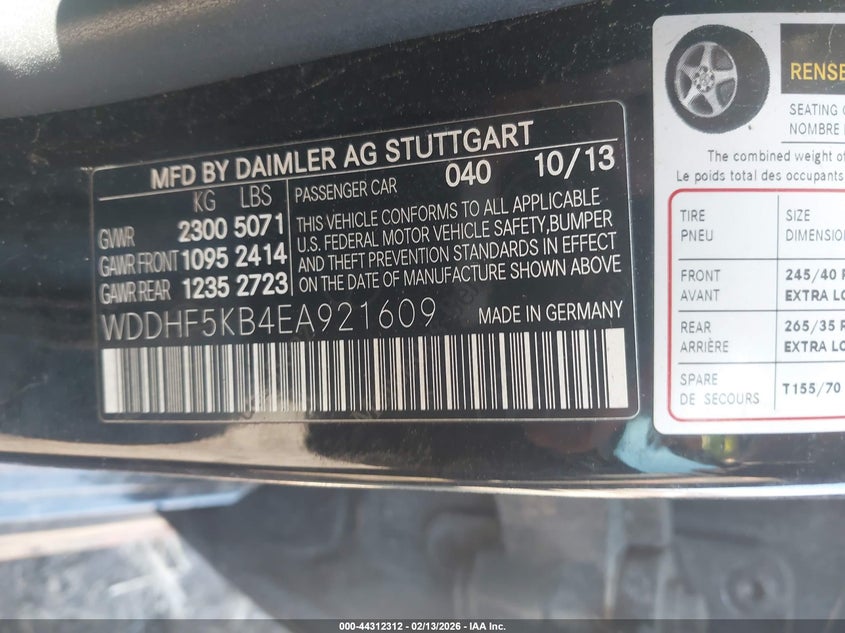 MFD BY DAIMLER AG STUTTGART
KG LBS
GVWR 2300 5071
GAWR FRONT 1095 2414
GAWR REAR 1235 2723
PASSENGER CAR 040 10/13
THIS VEHICLE CONFORMS TO ALL APPLICABLE
U.S. FEDERAL MOTOR VEHICLE SAFETY,BUMPER
AND THEFT PREVENTION STANDARDS IN EFFECT
ON THE DATE OF MANUFACTURE SHOWN ABOVE
WDDHF5KB4EA921609
MADE IN GERMANY
RENSE
SEATING
NOMBRE
The combined weight of
Le poids total des occupants
TIRE SIZE
PNEU DIMENSION
FRONT 245/40
AVANT EXTRA
REAR 265/35
ARRIÈRE EXTRA
SPARE T155/70
DE SECOURS
000-44312312 - 02/13/2026 - IAA Inc.